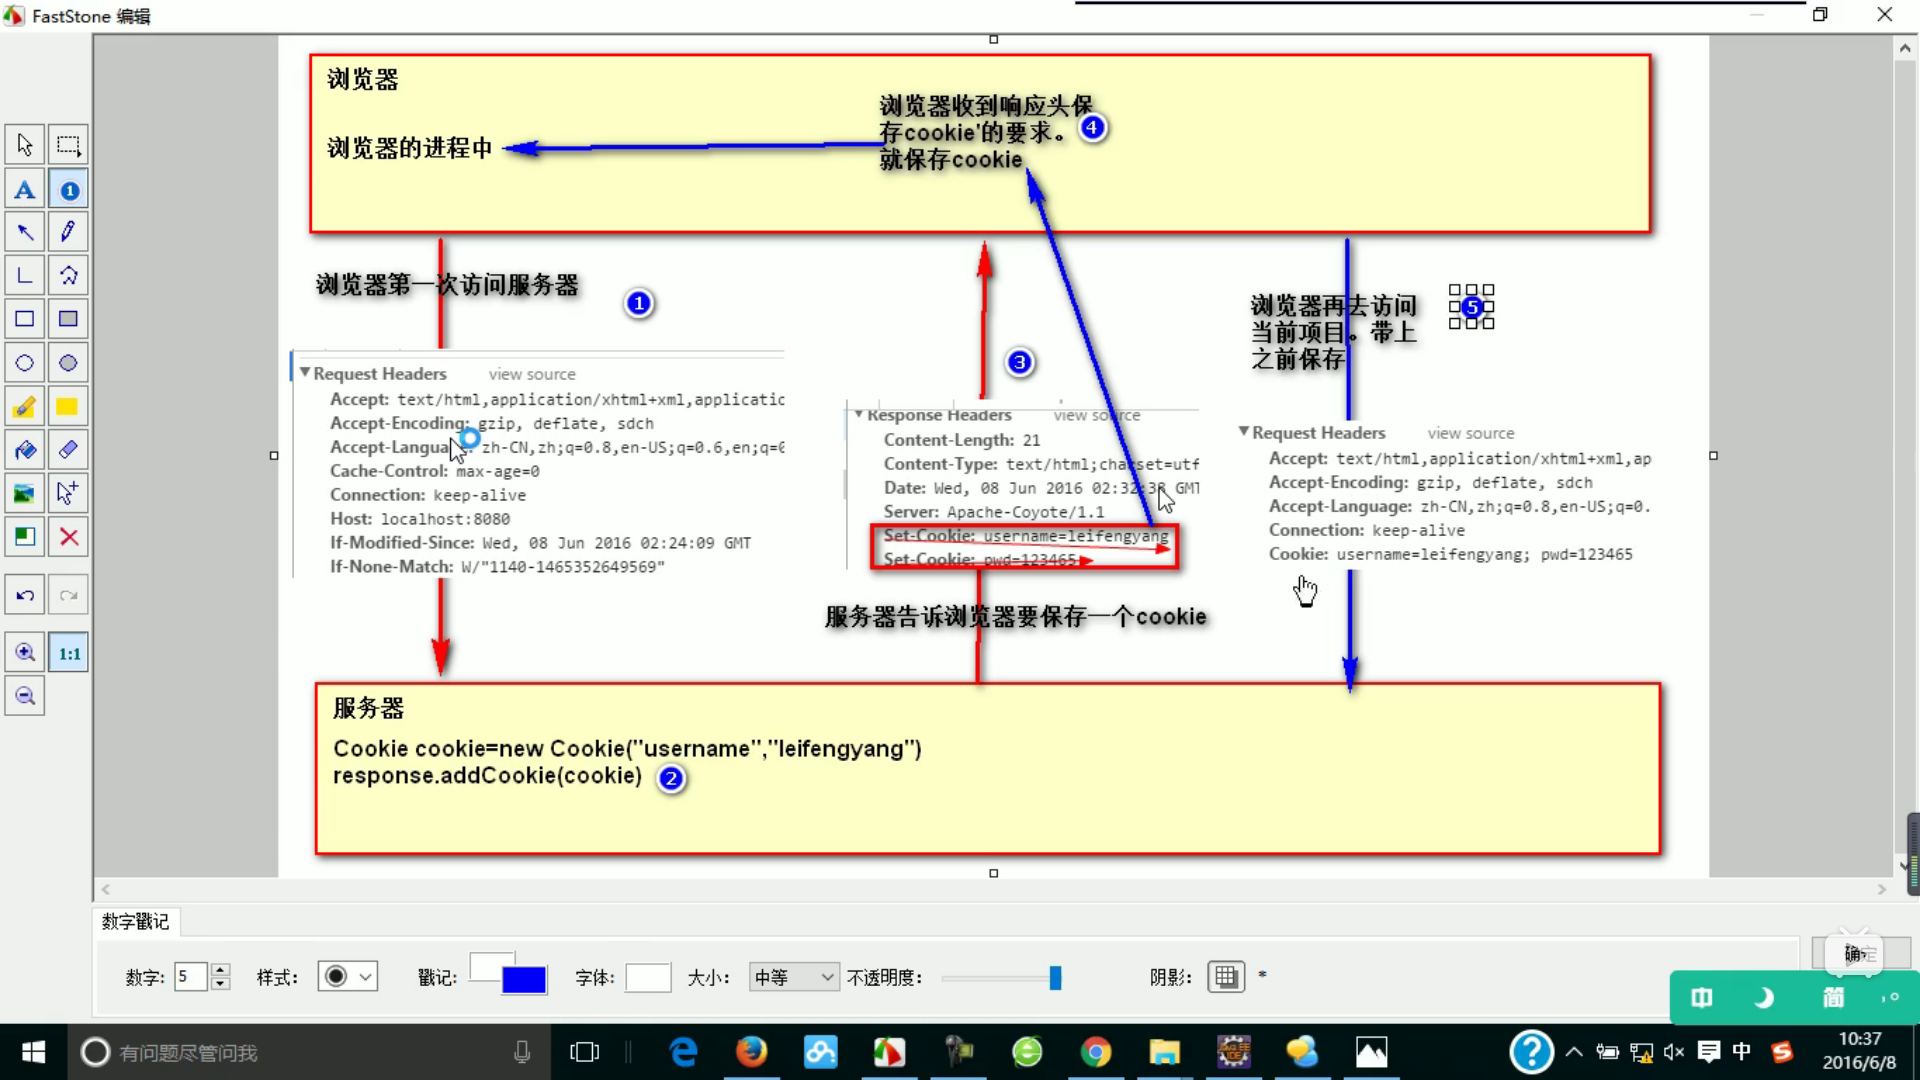 FastStone 编辑
浏览器
浏览器的进程中
浏览器收到响应头保
存cookie'的要求。
就保存cookie
4
浏览器第一次访问服务器
1
3
浏览器再去访问
当前项目。带上
之前保存
5
Request Headers view source
Accept: text/html,application/xhtml+xml,applicatio
Accept-Encoding: gzip, deflate, sdch
Accept-Language: zh-CN,zh;q=0.8,en-US;q=0.6,en;q=0
Cache-Control: max-age=0
Connection: keep-alive
Host: localhost:8080
If-Modified-Since: Wed, 08 Jun 2016 02:24:09 GMT
If-None-Match: W/"1140-1465352649569"
Response Headers view source
Content-Length: 21
Content-Type: text/html;charset=utf
Date: Wed, 08 Jun 2016 02:32:38 GMT
Server: Apache-Coyote/1.1
Set-Cookie: username=leifengyang
Set-Cookie: pwd=123465
Request Headers view source
Accept: text/html,application/xhtml+xml,ap
Accept-Encoding: gzip, deflate, sdch
Accept-Language: zh-CN,zh;q=0.8,en-US;q=0.
Connection: keep-alive
Cookie: username=leifengyang; pwd=123465
服务器告诉浏览器要保存一个cookie
服务器
Cookie cookie=new Cookie("username","leifengyang")
response.addCookie(cookie)
2
1:1
数字戳记
数字: 5
样式:
戳记:
字体:
大小: 中等
不透明度:
阴影:
*
中 简
有问题尽管问我
中
10:37
2016/6/8